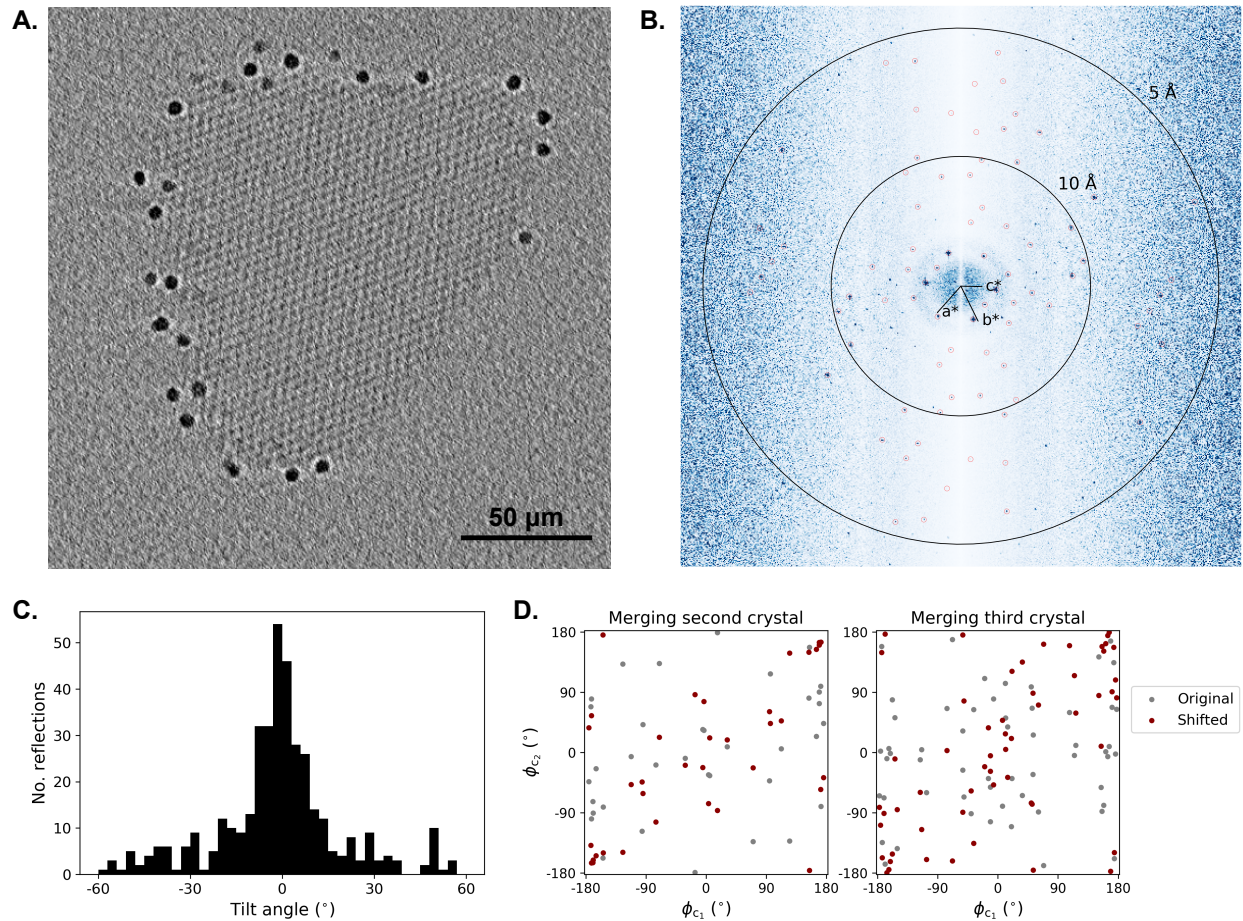 A.
50 µm
B.
5 Å
10 Å
c*
a*
b*
C.
No. reflections
50
40
30
20
10
0
-60 -30 0 30 60
Tilt angle (°)
D.
Merging second crystal
ϕc₂ (°)
180
90
0
-90
-180
-180 -90 0 90 180
ϕc₁ (°)
Merging third crystal
180
90
0
-90
-180
-180 -90 0 90 180
ϕc₁ (°)
Original
Shifted